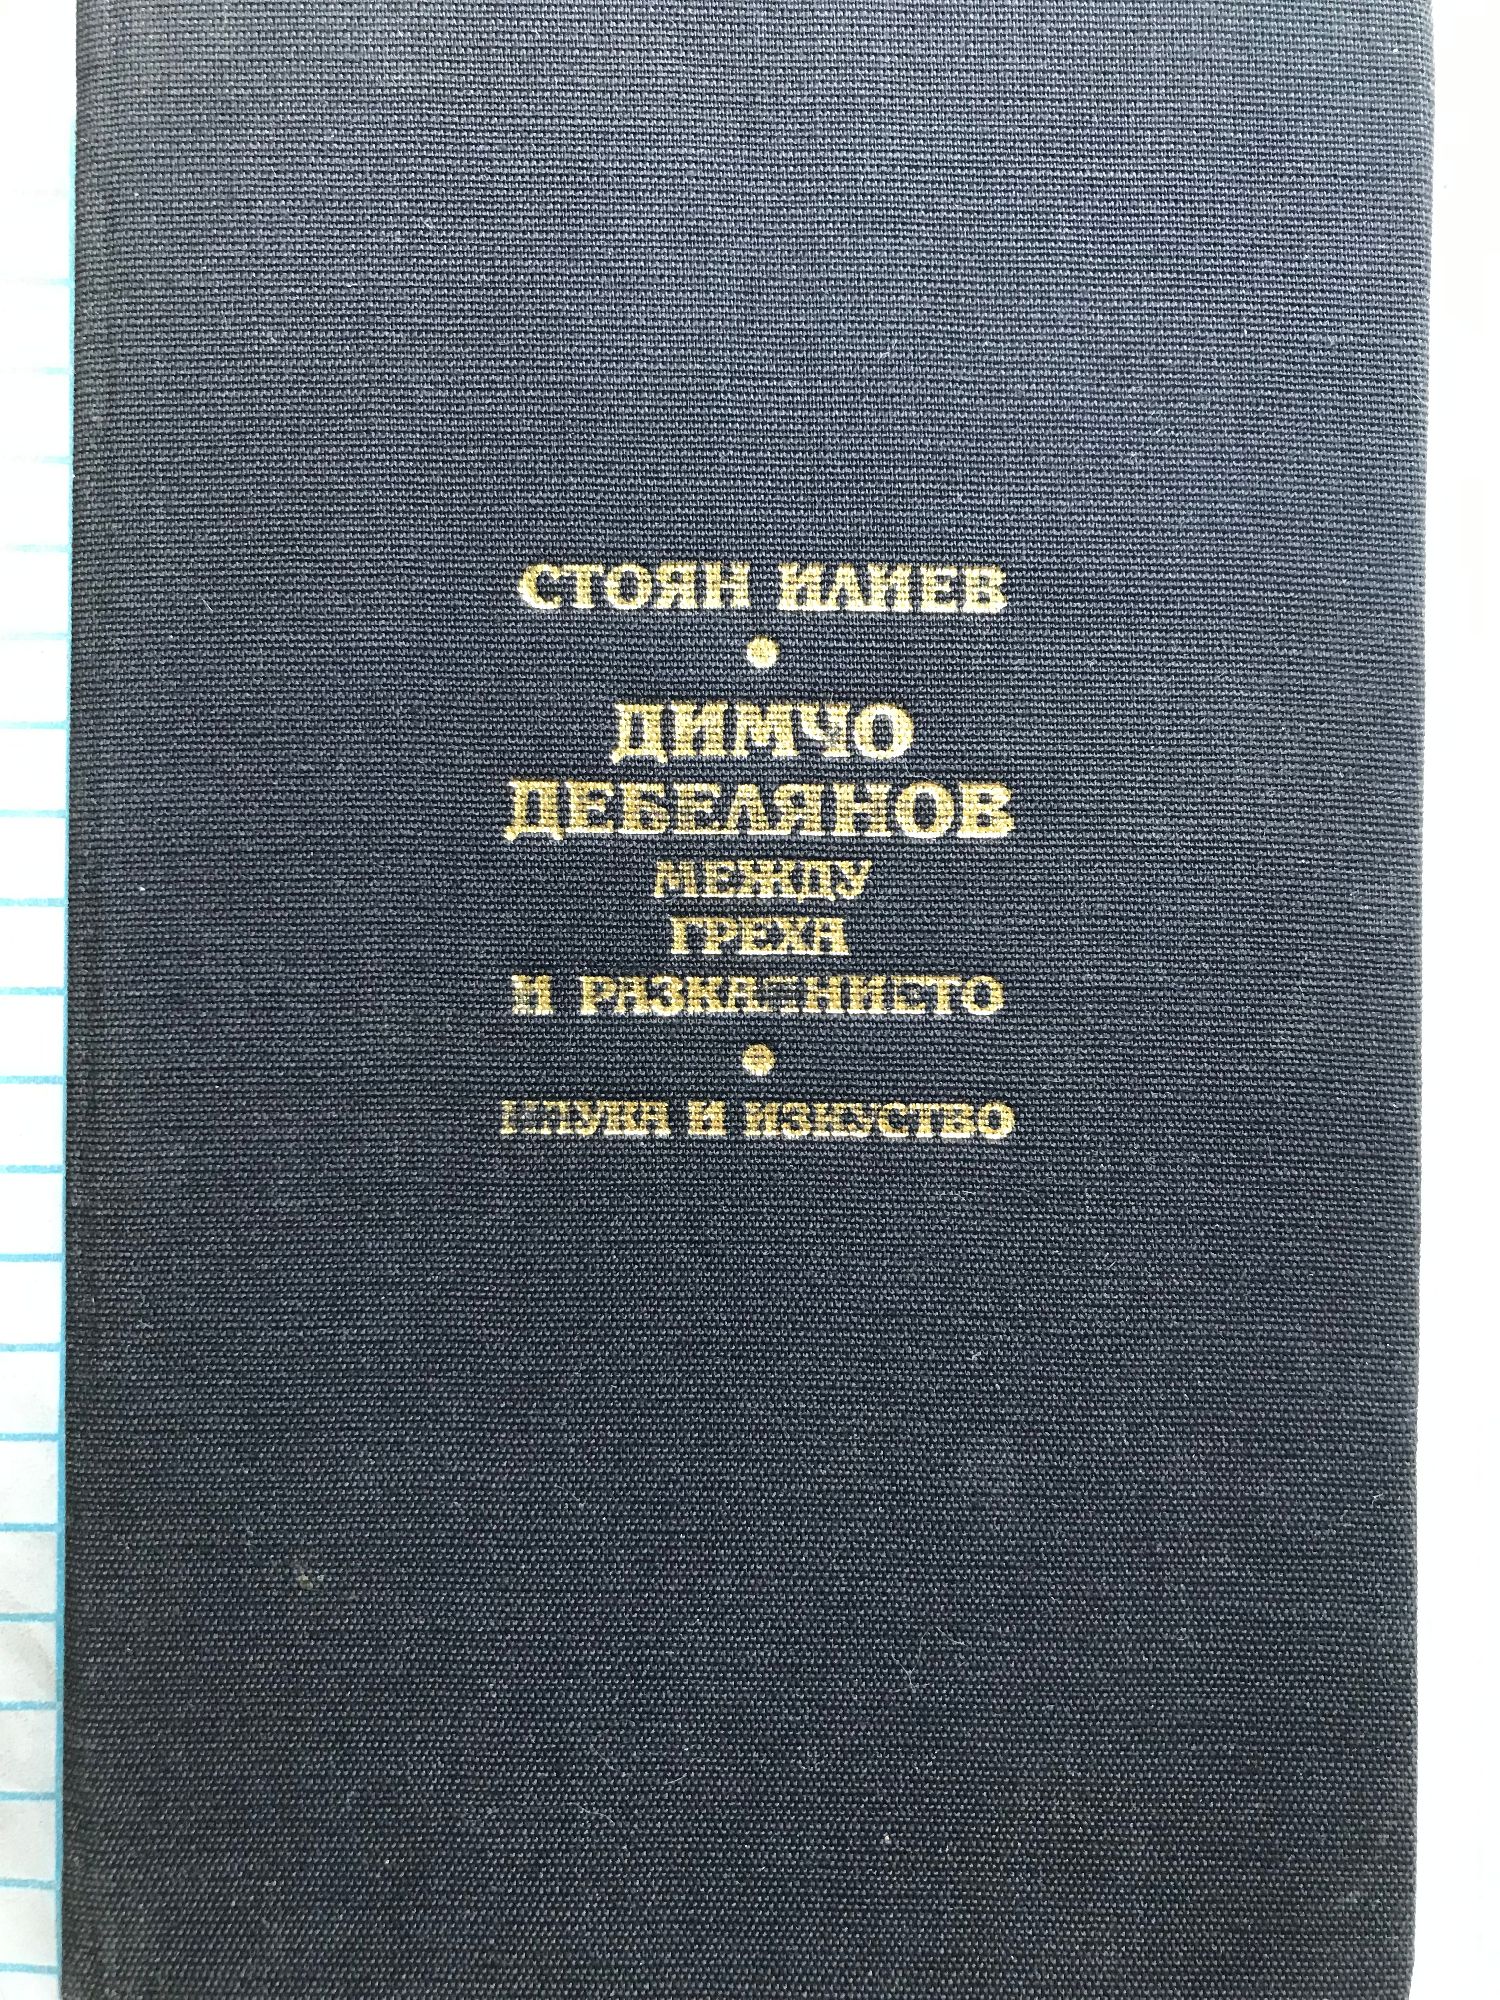 СТОЯН ИЛИЕВ
ДИМЧО
ДЕБЕЛЯНОВ
МЕЖДУ
ГРЕХА
И РАЗКАЯНИЕТО
НАУКА И ИЗКУСТВО